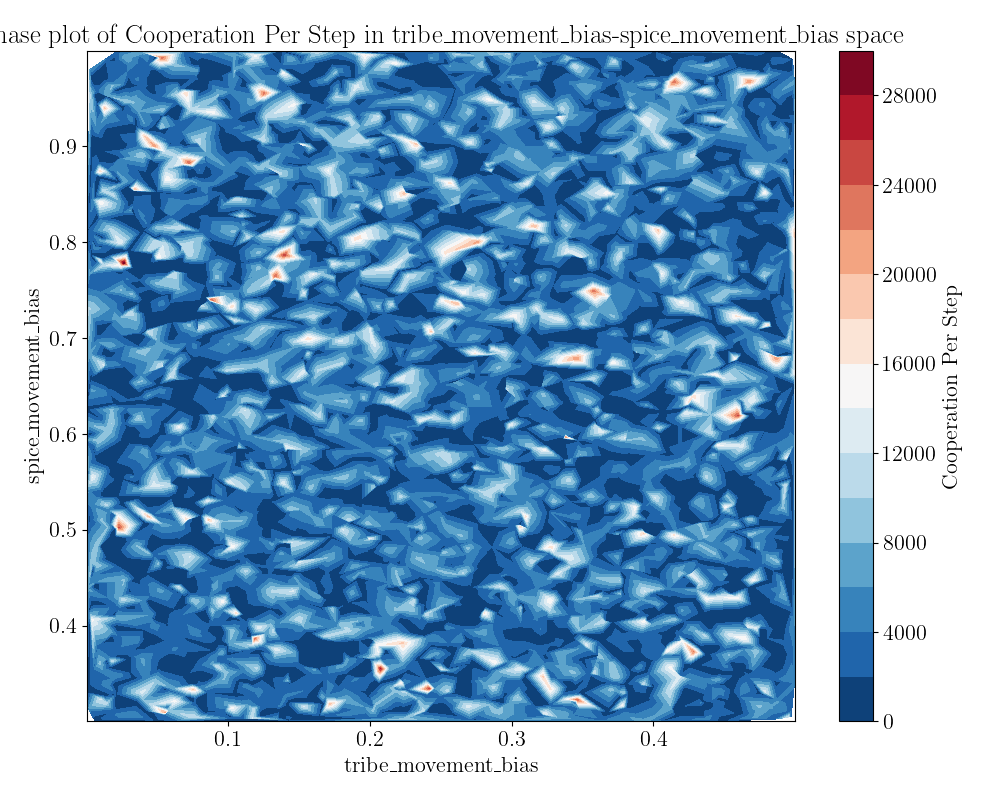 hase plot of Cooperation Per Step in tribe_movement_bias-spice_movement_bias space
0.9
0.8
0.7
0.6
0.5
0.4
spice_movement_bias
0.1 0.2 0.3 0.4
tribe_movement_bias
28000
24000
20000
16000
12000
8000
4000
0
Cooperation Per Step